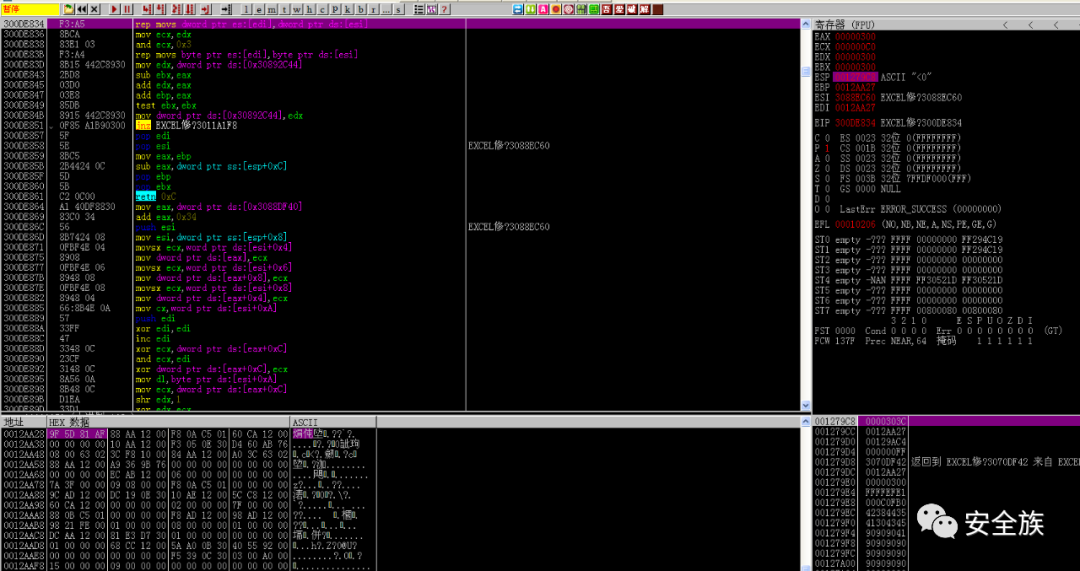 暂停
l e m t w h c p k b r ... s
300DE834 F3:A5 rep movs dword ptr es:[edi],dword ptr ds:[esi]
300DE836 8BCA mov ecx,edx
300DE838 83E1 03 and ecx,0x3
300DE83B F3:A4 rep movs byte ptr es:[edi],byte ptr ds:[esi]
300DE83D 8B15 442C8930 mov edx,dword ptr ds:[0x30892C44]
300DE843 2BD8 sub ebx,eax
300DE845 03D0 add edx,eax
300DE847 03E8 add ebp,eax
300DE849 85DB test ebx,ebx
300DE84B 8915 442C8930 mov dword ptr ds:[0x30892C44],edx
300DE851 0F85 A1B90300 jnz EXCEL修?3011A1F8
300DE857 5F pop edi
300DE858 5E pop esi EXCEL修?3088EC60
300DE859 8BC5 mov eax,ebp
300DE85B 2B4424 0C sub eax,dword ptr ss:[esp+0xC]
300DE85F 5D pop ebp
300DE860 5B pop ebx
300DE861 C2 0C00 retn 0xC
300DE864 A1 40DF8830 mov eax,dword ptr ds:[0x3088DF40]
300DE869 83C0 34 add eax,0x34
300DE86C 56 push esi EXCEL修?3088EC60
300DE86D 8B7424 08 mov esi,dword ptr ss:[esp+0x8]
300DE871 0FBF4E 04 movsx ecx,word ptr ds:[esi+0x4]
300DE875 8908 mov dword ptr ds:[eax],ecx
300DE877 0FBF4E 06 movsx ecx,word ptr ds:[esi+0x6]
300DE87B 8948 08 mov dword ptr ds:[eax+0x8],ecx
300DE87E 0FBF4E 08 movsx ecx,word ptr ds:[esi+0x8]
300DE882 8948 04 mov dword ptr ds:[eax+0x4],ecx
300DE885 66:8B4E 0A mov cx,word ptr ds:[esi+0xA]
300DE889 57 push edi
300DE88A 33FF xor edi,edi
300DE88C 47 inc edi
300DE88D 3348 0C xor ecx,dword ptr ds:[eax+0xC]
300DE890 23CF and ecx,edi
300DE892 3148 0C xor dword ptr ds:[eax+0xC],ecx
300DE895 8A56 0A mov dl,byte ptr ds:[esi+0xA]
300DE898 8B48 0C mov ecx,dword ptr ds:[eax+0xC]
300DE89B D1EA shr edx,1
300DE89D 33D1 xor edx,ecx
寄存器 (FPU) < < <
EAX 00000300
EDX 00000300
EBX 00000300
ESP 001279C8 ASCII "<0"
EBP 0012AA27
ESI 3088EC60 EXCEL修?3088EC60
EDI 0012AA27
EIP 300DE834 EXCEL修?300DE834
C 0 ES 0023 32位 0(FFFFFFFF)
P 1 CS 001B 32位 0(FFFFFFFF)
A 0 SS 0023 32位 0(FFFFFFFF)
Z 0 DS 0023 32位 0(FFFFFFFF)
S 0 FS 003B 32位 7FFDF000(FFF)
T 0 GS 0000 NULL
D 0
O 0 LastErr ERROR_SUCCESS (00000000)
EFL 00010206 (NO,NB,NE,A,NS,PE,GE,G)
ST0 empty -??? FFFF 00000000 FF294C19
ST1 empty -??? FFFF 00000000 FF294C19
ST2 empty -??? FFFF 00000000 00000000
ST3 empty -??? FFFF 00000000 00000000
ST4 empty -NAN FFFF FF30521D FF30521D
ST5 empty -??? FFFF 00000000 00000000
ST6 empty -??? FFFF 00000000 00000000
ST7 empty -??? FFFF 00800080 00800080
3 2 1 0 E S P U O Z D I
FST 0000 Cond 0 0 0 0 Err 0 0 0 0 0 0 0 0 (GT)
FCW 137F Prec NEAR,64 掩码 1 1 1 1 1 1
地址 HEX 数据 ASCII
0012AA28 9F 5D 81 AF 88 AA 12 00 F8 0A C5 01 60 CA 12 00
0012AA38 00 00 00 00 10 AA 12 00 F3 05 0E 30 D4 60 AB 76
0012AA48 08 00 63 02 3C F8 10 00 84 AA 12 00 A0 3C 63 02
0012AA58 88 AA 12 00 A9 36 9B 76 00 00 00 00 00 00 00 00
0012AA68 00 00 00 00 EC AB 12 00 06 00 00 00 00 00 00 00
0012AA78 7A 3F 00 00 09 08 00 00 F8 0A C5 01 00 00 00 00
0012AA88 9C AD 12 00 DC 19 0E 30 10 AE 12 00 5C C8 12 00
0012AA98 60 CA 12 00 00 00 00 00 02 00 00 00 7F 00 00 00
0012AAA8 88 0B C5 01 00 00 00 00 F8 AD 12 00 98 AD 12 00
0012AAB8 98 21 FE 00 01 00 00 00 08 00 00 00 01 00 00 00
0012AAC8 DC AA 12 00 81 E3 D7 30 01 00 00 00 00 00 00 00
0012AAD8 01 00 00 00 68 CC 12 00 5A A0 0B 30 40 55 92 00
0012AAE8 00 00 00 00 00 00 00 00 F5 39 0C 30 03 00 A0 00
0012AAF8 15 00 00 00 09 00 00 00 00 00 00 00 00 00 00 00
001279C8 0000303C
001279CC 0012AA27
001279D0 00129AC4
001279D4 000000FF
001279D8 3070DF42 返回到 EXCEL修?3070DF42 来自 EXCE
001279DC 0012AA27
001279E0 00000000
001279E4 FFFFEFE1
001279E8 000C0FB0
001279EC 42384435
001279F0 41304345
001279F4 90909041
001279F8 90909090
001279FC 90909090
00127A00 90909090
安全族